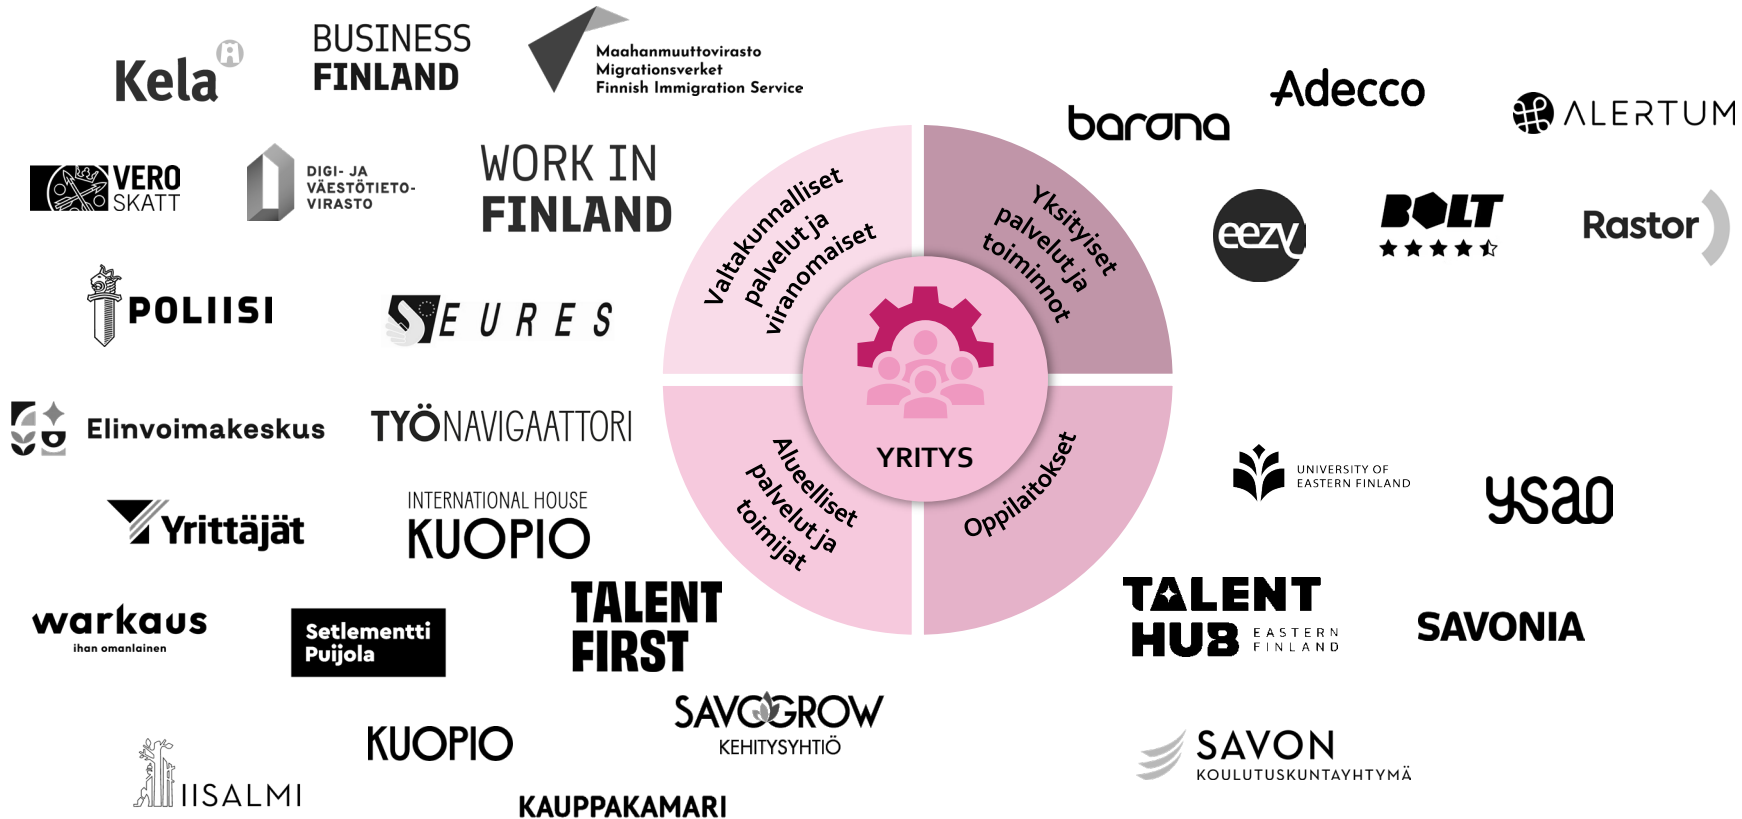 Kela
BUSINESS
FINLAND
Maahanmuuttovirasto
Migrationsverket
Finnish Immigration Service
VERO
SKATT
DIGI- JA
VÄESTÖTIETO-
VIRASTO
WORK IN
FINLAND
POLIISI
EURES
Elinvoimakeskus
TYÖNAVIGAATTORI
Yrittäjät
INTERNATIONAL HOUSE
KUOPIO
warkaus
ihan omanlainen
Setlementti
Puijola
TALENT
FIRST
SAVOGROW
KEHITYSYHTIÖ
IISALMI
KUOPIO
KAUPPAKAMARI
Valtakunnalliset
palvelut ja
viranomaiset
Yksityiset
palvelut ja
toiminnot
Alueelliset
palvelut ja
toimijat
Oppilaitokset
YRITYS
barona
Adecco
ALERTUM
eezy
BOLT
Rastor
UNIVERSITY OF
EASTERN FINLAND
ysao
TALENT
HUB EASTERN
FINLAND
SAVONIA
SAVON
KOULUTUSKUNTAYHTYMÄ